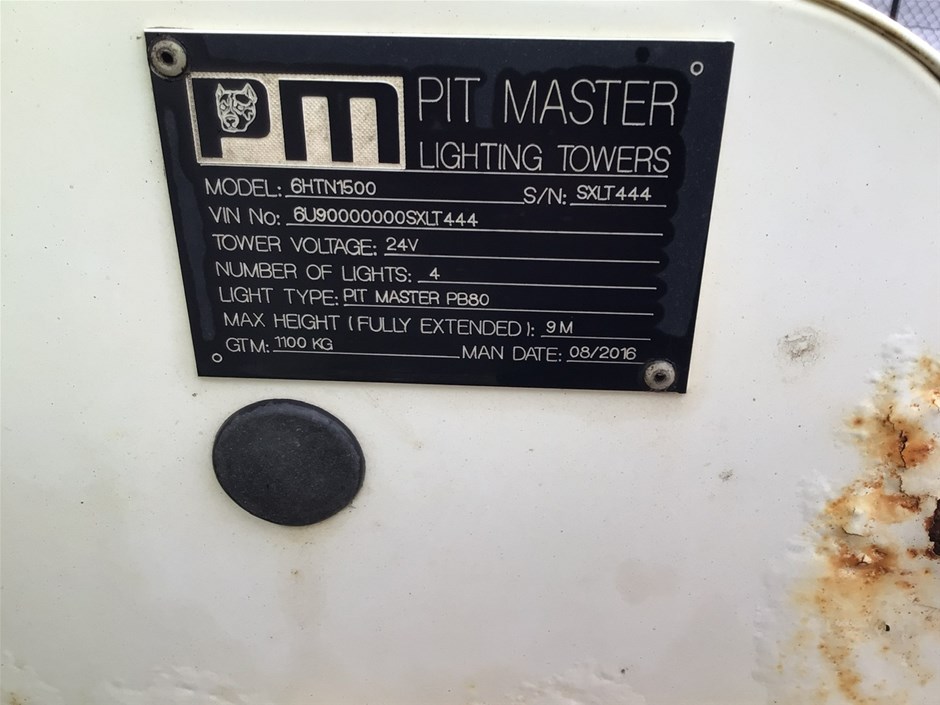 PM
PIT MASTER
LIGHTING TOWERS
MODEL: 6HTN1500 S/N: SXLT444
VIN No: 6U90000000SXLT444
TOWER VOLTAGE: 24V
NUMBER OF LIGHTS: 4
LIGHT TYPE: PIT MASTER PB80
MAX HEIGHT (FULLY EXTENDED): 9M
GTM: 1100 KG MAN DATE: 08/2016